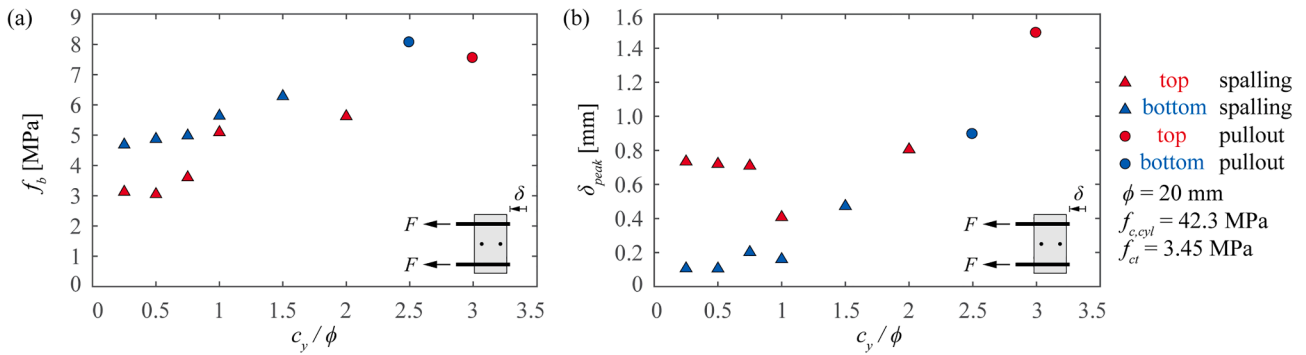 (a)
9
8
7
6
5
4
3
2
1
0
f_b [MPa]
0 0.5 1 1.5 2 2.5 3 3.5
c_y / ϕ
δ
F
F
(b)
1.6
1.4
1.2
1.0
0.8
0.6
0.4
0.2
0
δ_peak [mm]
0 0.5 1 1.5 2 2.5 3 3.5
c_y / ϕ
δ
F
F
top spalling
bottom spalling
top pullout
bottom pullout
ϕ = 20 mm
f_c,cyl = 42.3 MPa
f_ct = 3.45 MPa